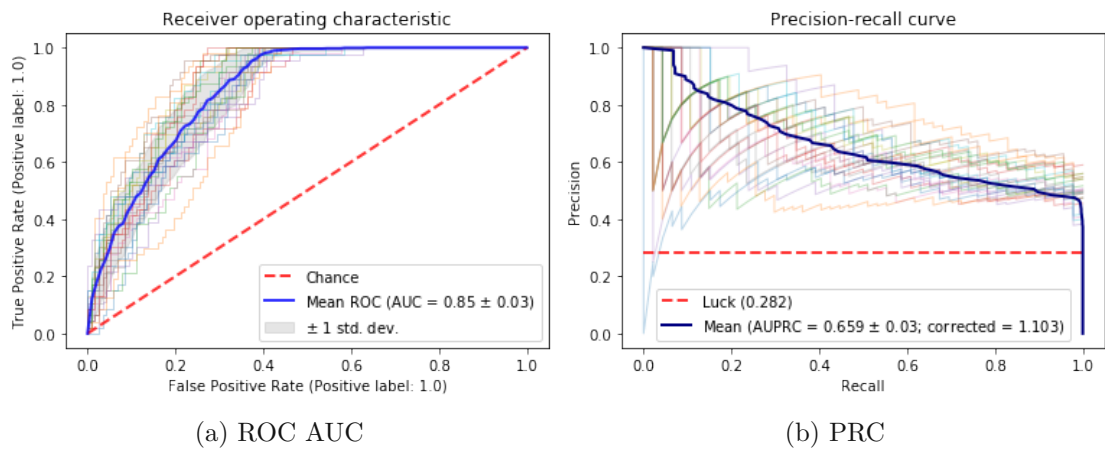 Receiver operating characteristic
True Positive Rate (Positive label: 1.0)
1.0
0.8
0.6
0.4
0.2
0.0
Chance
Mean ROC (AUC = 0.85 ± 0.03)
± 1 std. dev.
0.0 0.2 0.4 0.6 0.8 1.0
False Positive Rate (Positive label: 1.0)
(a) ROC AUC
Precision-recall curve
Precision
1.0
0.8
0.6
0.4
0.2
0.0
Luck (0.282)
Mean (AUPRC = 0.659 ± 0.03; corrected = 1.103)
0.0 0.2 0.4 0.6 0.8 1.0
Recall
(b) PRC